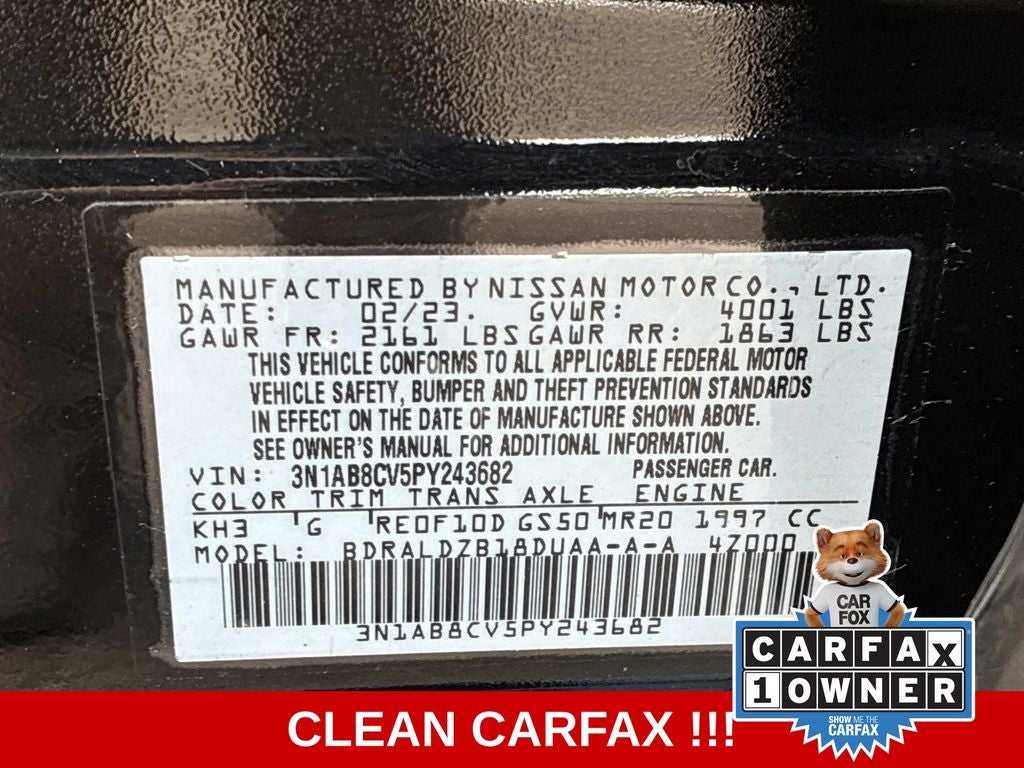 MANUFACTURED BY NISSAN MOTOR CO., LTD.
DATE: 02/23. GVWR: 4001 LBS
GAWR FR: 2161 LBS GAWR RR: 1863 LBS
THIS VEHICLE CONFORMS TO ALL APPLICABLE FEDERAL MOTOR
VEHICLE SAFETY, BUMPER AND THEFT PREVENTION STANDARDS
IN EFFECT ON THE DATE OF MANUFACTURE SHOWN ABOVE.
SEE OWNER'S MANUAL FOR ADDITIONAL INFORMATION.
VIN: 3N1AB8CV5PY243682 PASSENGER CAR.
COLOR TRIM TRANS AXLE ENGINE
KH3 G RE0F10D GS50 MR20 1997 CC
MODEL: BDRALDZB18DUAA-A-A 4Z000
3N1AB8CV5PY243682
CAR
FOX
CARFAX
1 OWNER
SHOW ME THE
CARFAX
CLEAN CARFAX !!!